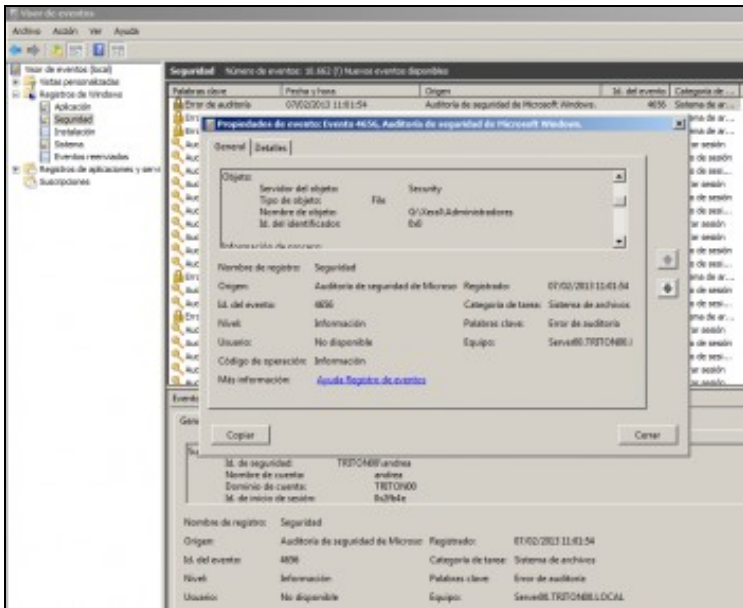 Visor de eventos
Archivo Acción Ver Ayuda
Visor de eventos (local)
Vistas personalizadas
Registros de Windows
Aplicación
Seguridad
Instalación
Sistema
Eventos reenviados
Registros de aplicaciones y servi
Suscripciones
Seguridad Número de eventos: 10.662 (!) Nuevos eventos disponibles
Palabras clave Fecha y hora Origen Id. del evento Categoría de ...
Error de auditoría 07/02/2013 11:01:54 Auditoría de seguridad de Microsoft Windows. 4656 Sistema de ar...
Propiedades de evento: Evento 4656, Auditoría de seguridad de Microsoft Windows.
General Detalles
Objeto:
Servidor del objeto: Security
Tipo de objeto: File
Nombre de objeto:
Id. del identificador: 0x0
Información de proceso:
Nombre de registro: Seguridad
Origen: Auditoría de seguridad de Microso Registrado: 07/02/2013 11:01:54
Id. del evento: 4656 Categoría de tarea: Sistema de archivos
Nivel: Información Palabras clave: Error de auditoría
Usuario: No disponible Equipo: Server00.TRITON00.l
Código de operación: Información
Más información: Ayuda Registro de eventos
Copiar Cerrar
Id. de seguridad: TRITON00\andrea
Nombre de cuenta: andrea
Dominio de cuenta: TRITON00
Id. de inicio de sesión:
Nombre de registro: Seguridad
Origen: Auditoría de seguridad de Microso Registrado: 07/02/2013 11:01:54
Id. del evento: 4656 Categoría de tarea: Sistema de archivos
Nivel: Información Palabras clave: Error de auditoría
Usuario: No disponible Equipo: Server00.TRITON00.LOCAL